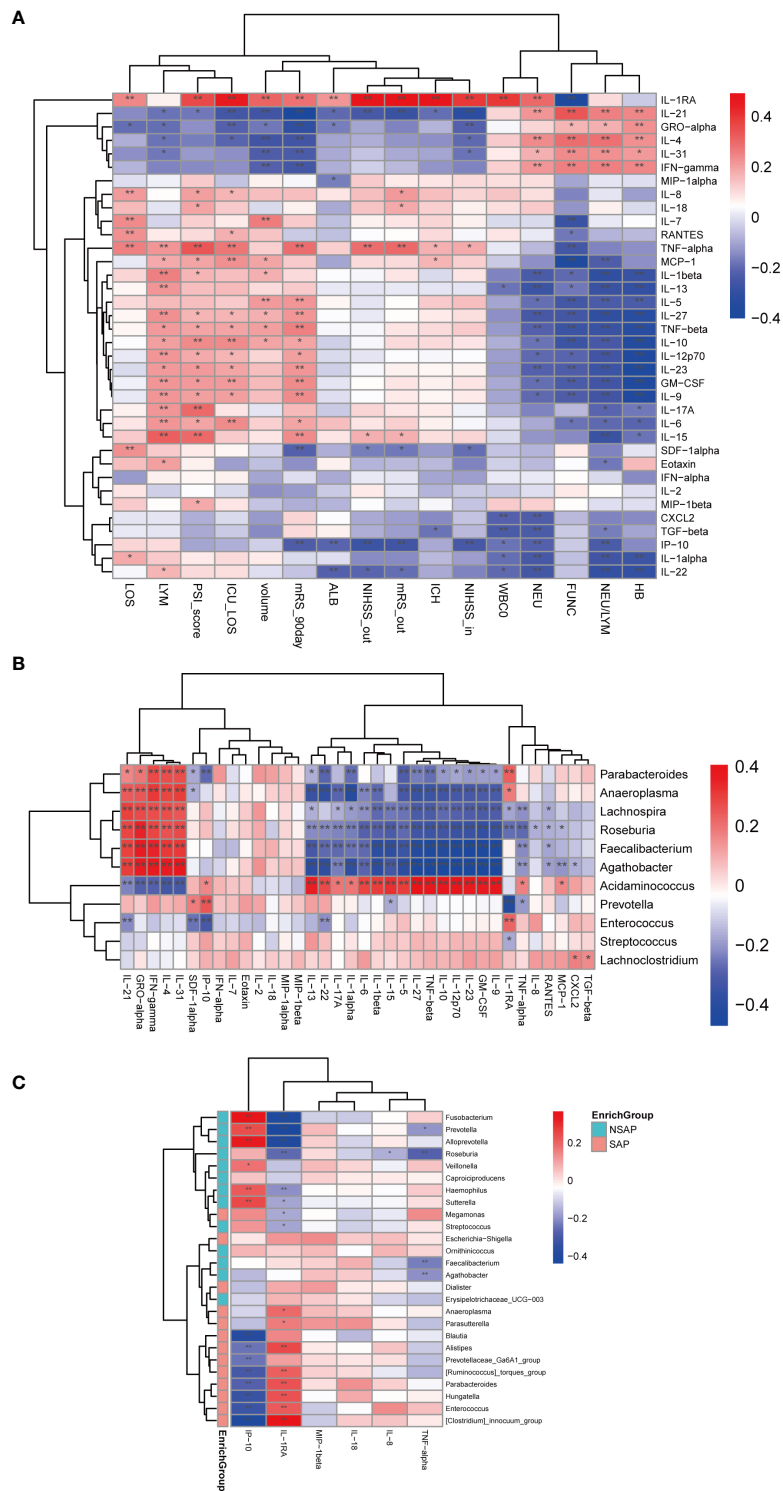 A
IL-1RA
IL-21
GRO-alpha
IL-4
IL-31
IFN-gamma
MIP-1alpha
IL-8
IL-18
IL-7
RANTES
TNF-alpha
MCP-1
IL-1beta
IL-13
IL-5
IL-27
TNF-beta
IL-10
IL-12p70
IL-23
GM-CSF
IL-9
IL-17A
IL-6
IL-15
SDF-1alpha
Eotaxin
IFN-alpha
IL-2
MIP-1beta
CXCL2
TGF-beta
IP-10
IL-1alpha
IL-22
0.4
0.2
0
−0.2
−0.4
LOS
LYM
PSI_score
ICU_LOS
volume
mRS_90day
ALB
NIHSS_out
mRS_out
ICH
NIHSS_in
WBC0
NEU
FUNC
NEU/LYM
HB
B
Parabacteroides
Anaeroplasma
Lachnospira
Roseburia
Faecalibacterium
Agathobacter
Acidaminococcus
Prevotella
Enterococcus
Streptococcus
Lachnoclostridium
0.4
0.2
0
−0.2
−0.4
IL-21
GRO-alpha
IFN-gamma
IL-4
IL-31
SDF-1alpha
IP-10
IFN-alpha
IL-7
Eotaxin
IL-2
IL-18
MIP-1alpha
MIP-1beta
IL-13
IL-22
IL-17A
IL-1alpha
IL-6
IL-1beta
IL-15
IL-5
IL-27
TNF-beta
IL-10
IL-12p70
IL-23
GM-CSF
IL-9
IL-1RA
TNF-alpha
IL-8
RANTES
MCP-1
CXCL2
TGF-beta
C
Fusobacterium
Prevotella
Alloprevotella
Roseburia
Veillonella
Caproiciproducens
Haemophilus
Sutterella
Megamonas
Streptococcus
Escherichia-Shigella
Ornithinicoccus
Faecalibacterium
Agathobacter
Dialister
Erysipelotrichaceae_UCG-003
Anaeroplasma
Parasutterella
Blautia
Alistipes
Prevotellaceae_Ga6A1_group
[Ruminococcus]_torques_group
Parabacteroides
Hungatella
Enterococcus
[Clostridium]_innocuum_group
0.2
0
−0.2
−0.4
EnrichGroup
NSAP
SAP
EnrichGroup
IP-10
IL-1RA
MIP-1beta
IL-18
IL-8
TNF-alpha